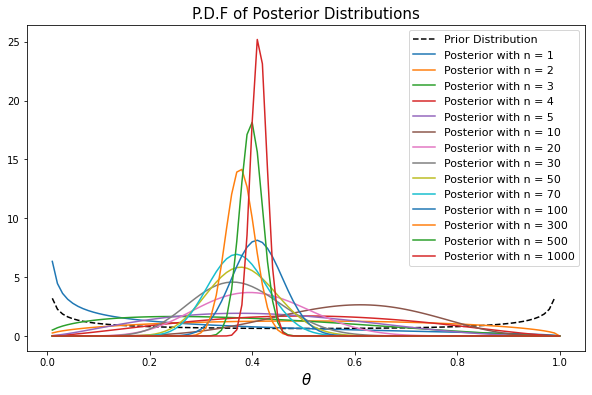 P.D.F of Posterior Distributions
Prior Distribution
Posterior with n = 1
Posterior with n = 2
Posterior with n = 3
Posterior with n = 4
Posterior with n = 5
Posterior with n = 10
Posterior with n = 20
Posterior with n = 30
Posterior with n = 50
Posterior with n = 70
Posterior with n = 100
Posterior with n = 300
Posterior with n = 500
Posterior with n = 1000
25
20
15
10
5
0
0.0 0.2 0.4 0.6 0.8 1.0
θ